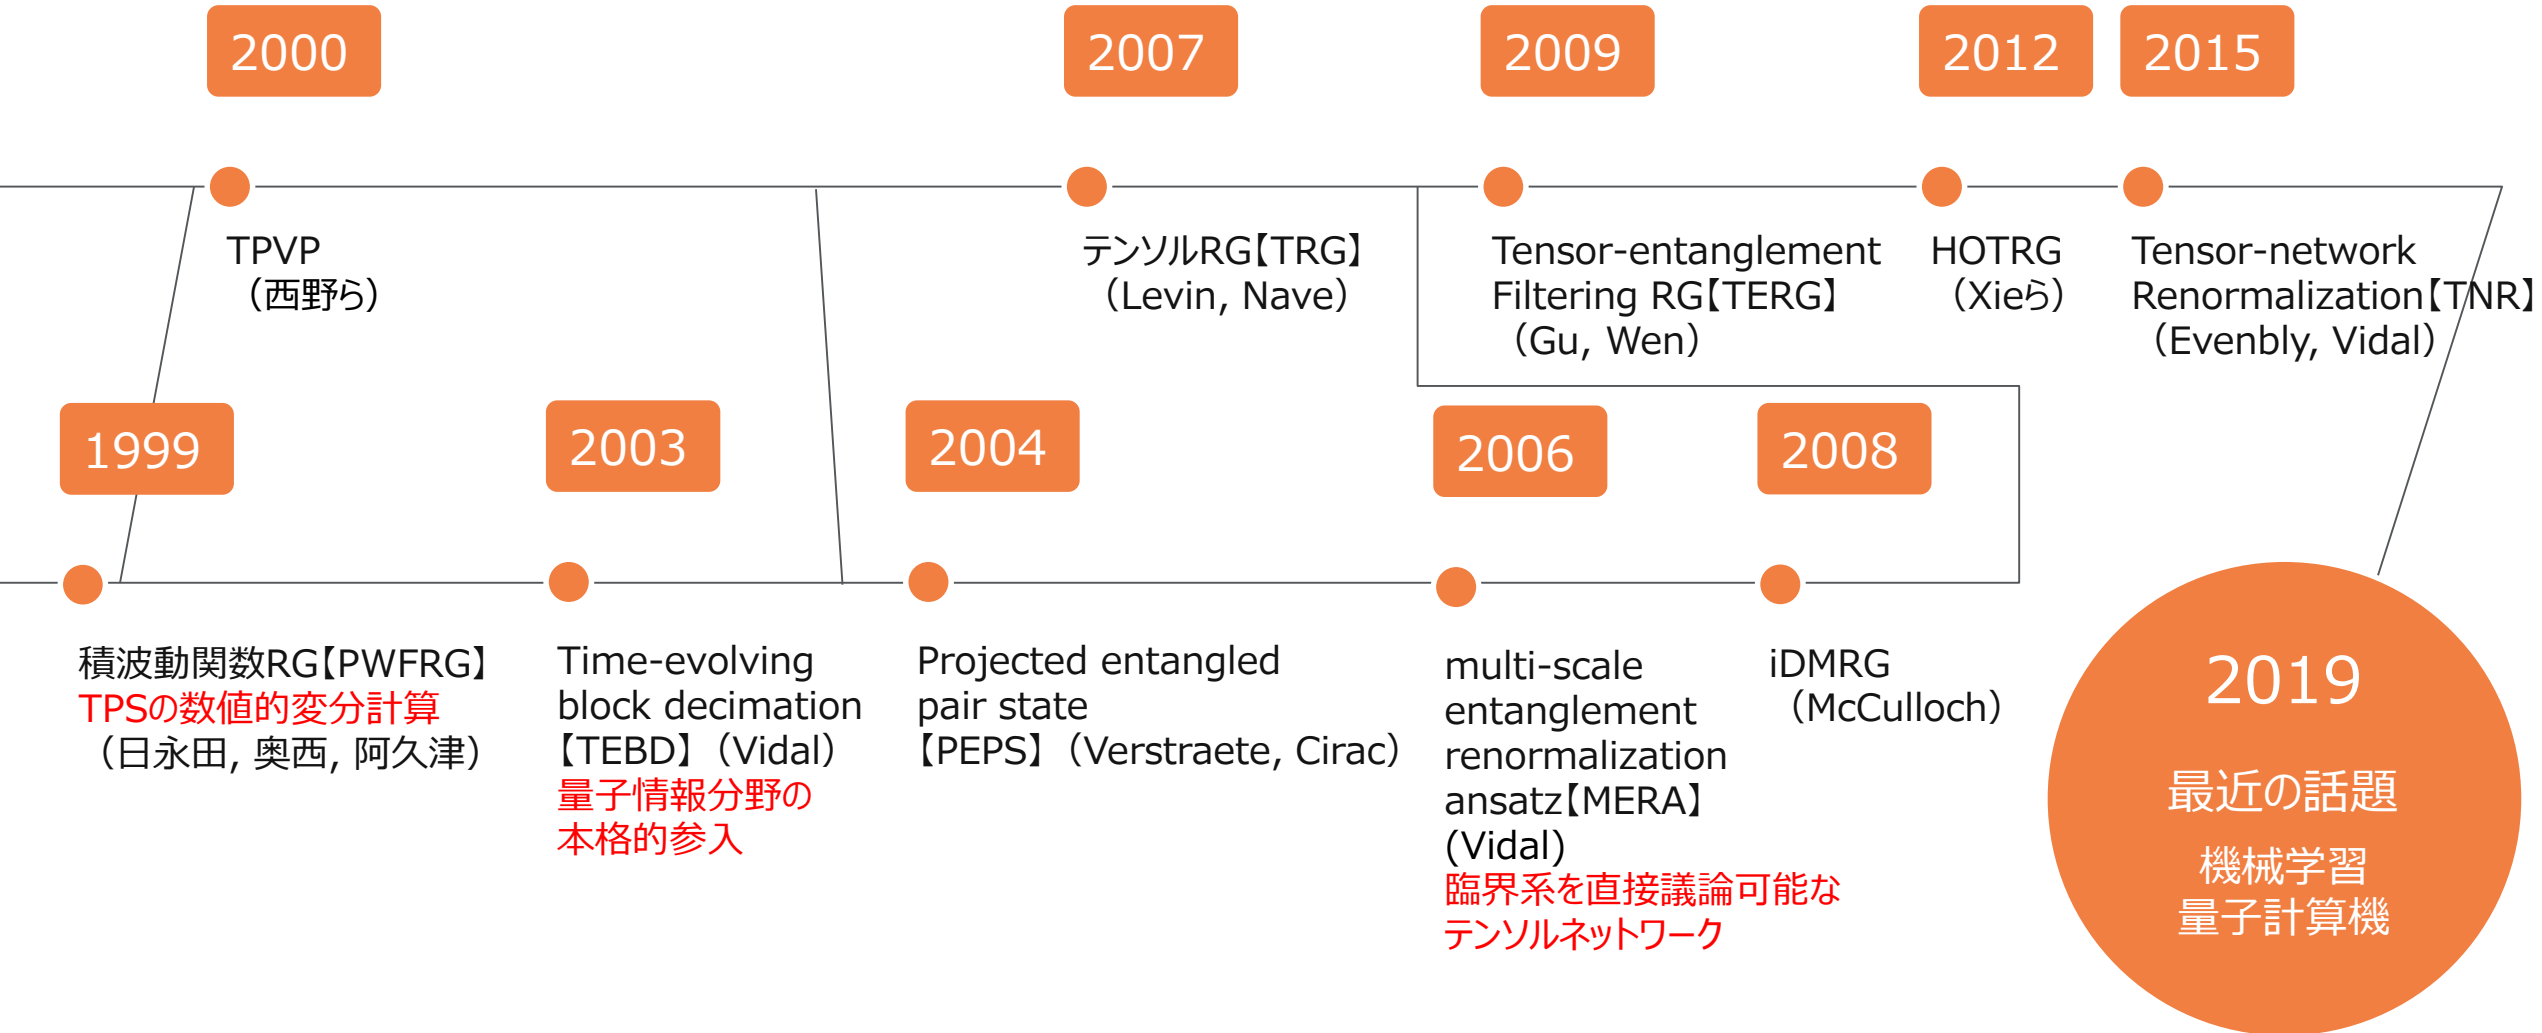 2000
2007
2009
2012
2015
TPVP
（西野ら）
テンソルRG【TRG】
（Levin, Nave）
Tensor-entanglement
Filtering RG【TERG】
（Gu, Wen）
HOTRG
（Xieら）
Tensor-network
Renormalization【TNR】
（Evenbly, Vidal）
1999
2003
2004
2006
2008
積波動関数RG【PWFRG】
TPSの数値的変分計算
（日永田, 奥西, 阿久津）
Time-evolving
block decimation
【TEBD】（Vidal）
量子情報分野の
本格的参入
Projected entangled
pair state
【PEPS】（Verstraete, Cirac）
multi-scale
entanglement
renormalization
ansatz【MERA】
(Vidal)
臨界系を直接議論可能な
テンソルネットワーク
iDMRG
（McCulloch）
2019
最近の話題
機械学習
量子計算機